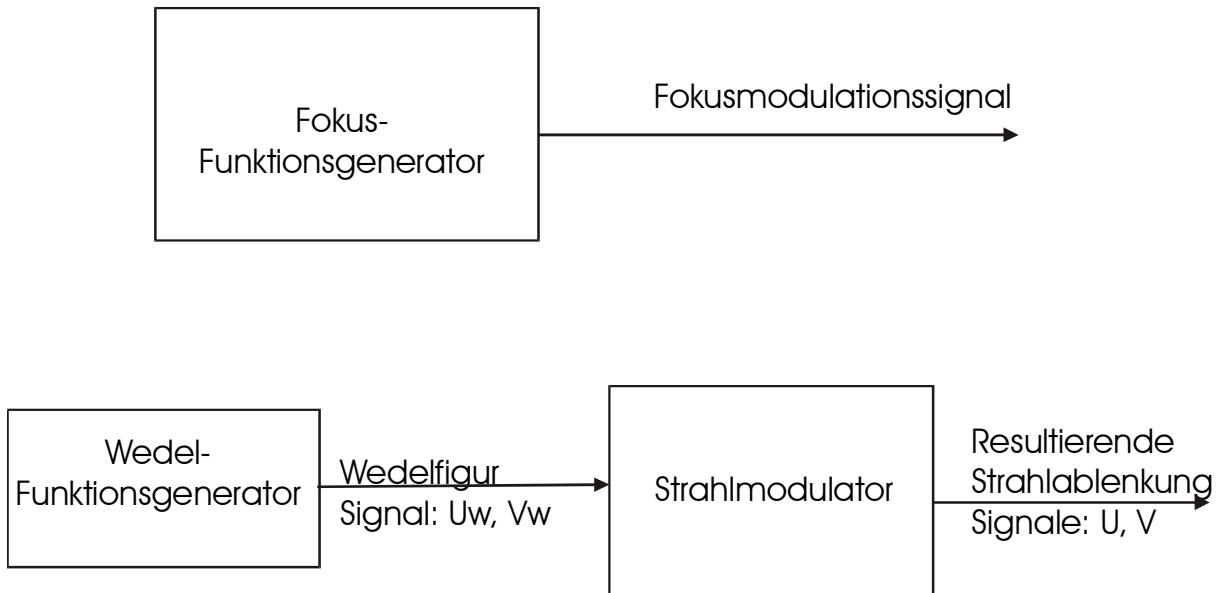 Fokus-
Funktionsgenerator
Fokusmodulationssignal
Wedel-
Funktionsgenerator
Wedelfigur
Signal: Uw, Vw
Strahlmodulator
Resultierende
Strahlablenkung
Signale: U, V